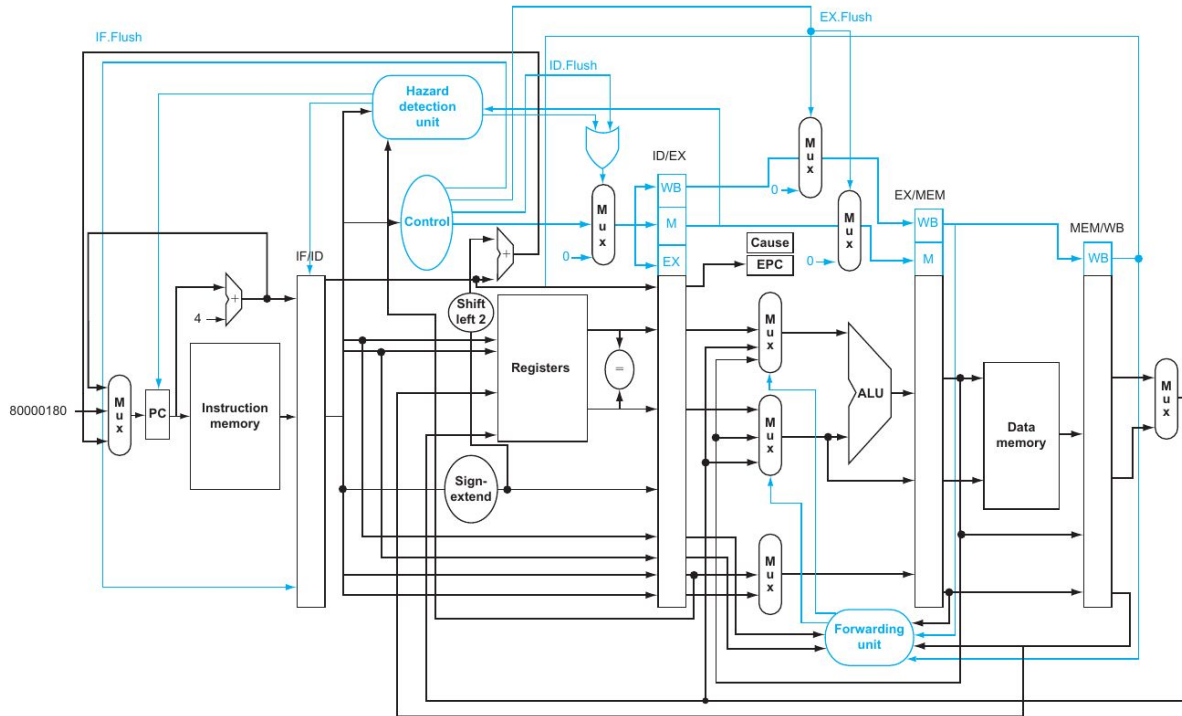 EX.Flush
IF.Flush
ID.Flush
Hazard
detection
unit
M
u
x
ID/EX
WB
0
EX/MEM
Control
M
u
x
M
M
u
x
WB
MEM/WB
Cause
WB
IF/ID
0
EX
EPC
0
M
+
+
Shift
left 2
4
M
u
x
Registers
=
M
u
x
80000180
M
u
x
PC
Instruction
memory
ALU
M
u
x
Data
memory
M
u
x
Sign-
extend
M
u
x
Forwarding
unit